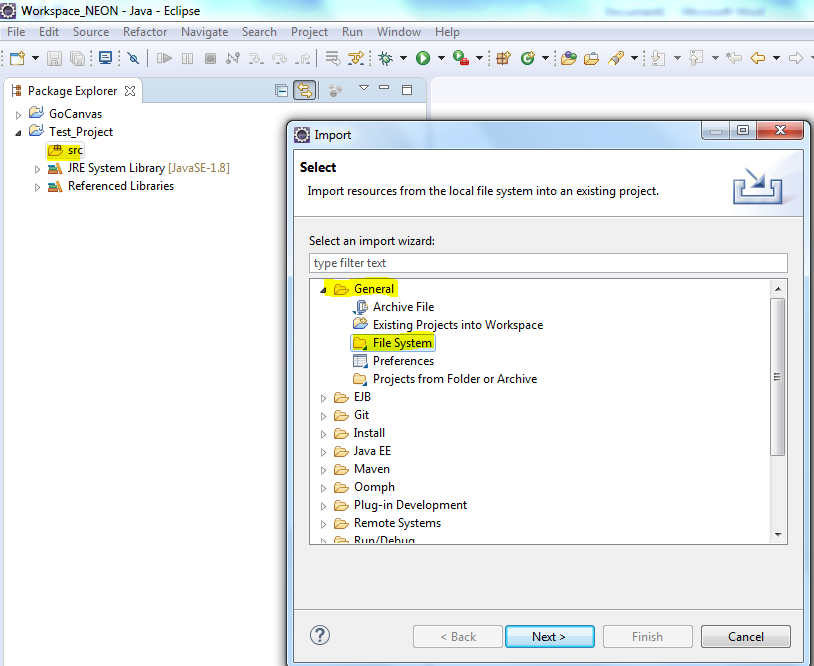 Workspace_NEON - Java - Eclipse
File Edit Source Refactor Navigate Search Project Run Window Help
Package Explorer
GoCanvas
Test_Project
src
JRE System Library [JavaSE-1.8]
Referenced Libraries
Import
Select
Import resources from the local file system into an existing project.
Select an import wizard:
type filter text
General
Archive File
Existing Projects into Workspace
File System
Preferences
Projects from Folder or Archive
EJB
Git
Install
Java EE
Maven
Oomph
Plug-in Development
Remote Systems
Run/Debug
?
< Back Next > Finish Cancel